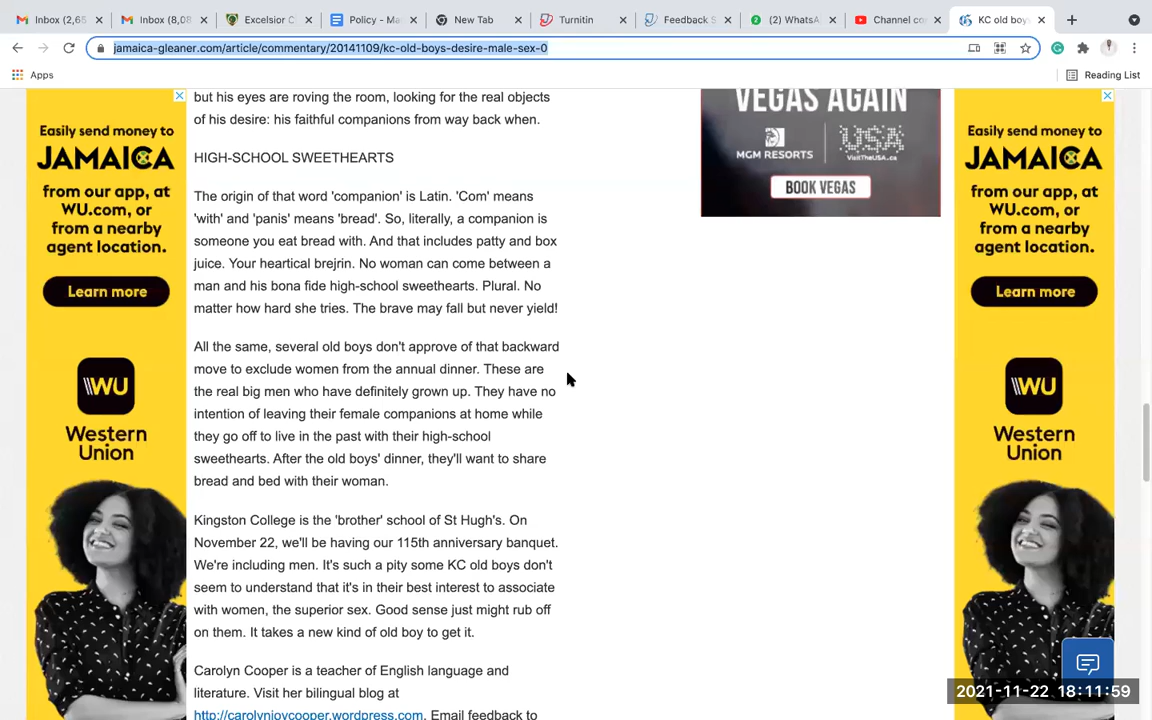 Inbox (2,65
Inbox (8,08
Excelsior C
Policy - Ma
New Tab
Turnitin
Feedback S
(2) WhatsA
Channel co
KC old boy
jamaica-gleaner.com/article/commentary/20141109/kc-old-boys-desire-male-sex-0
Apps
Reading List
but his eyes are roving the room, looking for the real objects
of his desire: his faithful companions from way back when.
HIGH-SCHOOL SWEETHEARTS
The origin of that word 'companion' is Latin. 'Com' means
'with' and 'panis' means 'bread'. So, literally, a companion is
someone you eat bread with. And that includes patty and box
juice. Your heartical brejrin. No woman can come between a
man and his bona fide high-school sweethearts. Plural. No
matter how hard she tries. The brave may fall but never yield!
All the same, several old boys don't approve of that backward
move to exclude women from the annual dinner. These are
the real big men who have definitely grown up. They have no
intention of leaving their female companions at home while
they go off to live in the past with their high-school
sweethearts. After the old boys' dinner, they'll want to share
bread and bed with their woman.
Kingston College is the 'brother' school of St Hugh's. On
November 22, we'll be having our 115th anniversary banquet.
We're including men. It's such a pity some KC old boys don't
seem to understand that it's in their best interest to associate
with women, the superior sex. Good sense just might rub off
on them. It takes a new kind of old boy to get it.
Carolyn Cooper is a teacher of English language and
literature. Visit her bilingual blog at
http://carolynjoycooper.wordpress.com. Email feedback to
Easily send money to
JAMAICA
from our app, at
WU.com, or
from a nearby
agent location.
Learn more
WU
Western
Union
VEGAS AGAIN
MGM RESORTS
USA
VisitTheUSA.ca
BOOK VEGAS
Easily send money to
JAMAICA
from our app, at
WU.com, or
from a nearby
agent location.
Learn more
WU
Western
Union
2021-11-22 18:11:59